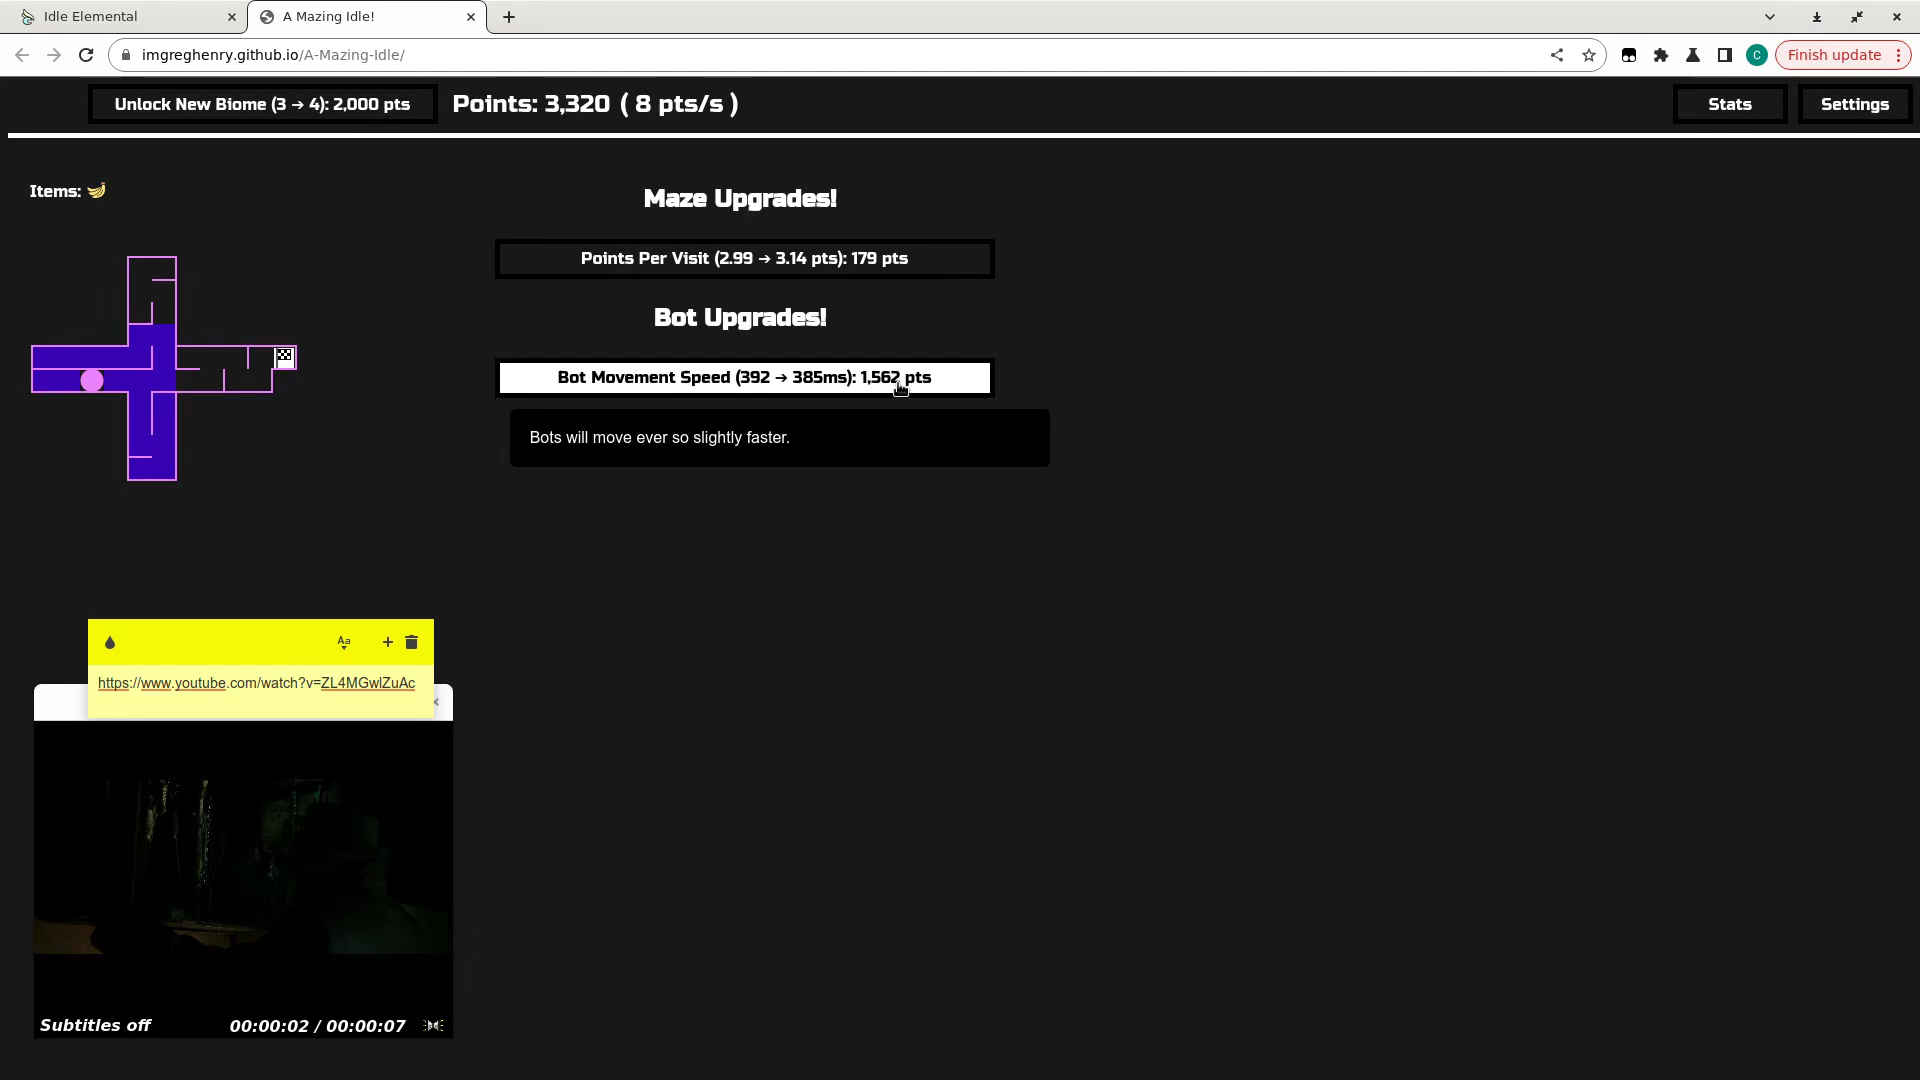 Idle Elemental
A Mazing Idle!
imgreghenry.github.io/A-Mazing-Idle/
C
Finish update
Unlock New Biome (3 → 4): 2,000 pts
Points: 3,320 ( 8 pts/s )
Stats
Settings
Items: 🍌
Maze Upgrades!
Points Per Visit (2.99 → 3.14 pts): 179 pts
Bot Upgrades!
Bot Movement Speed (392 → 385ms): 1,562 pts
Bots will move ever so slightly faster.
Aa
https://www.youtube.com/watch?v=ZL4MGwlZuAc
Subtitles off
00:00:02 / 00:00:07